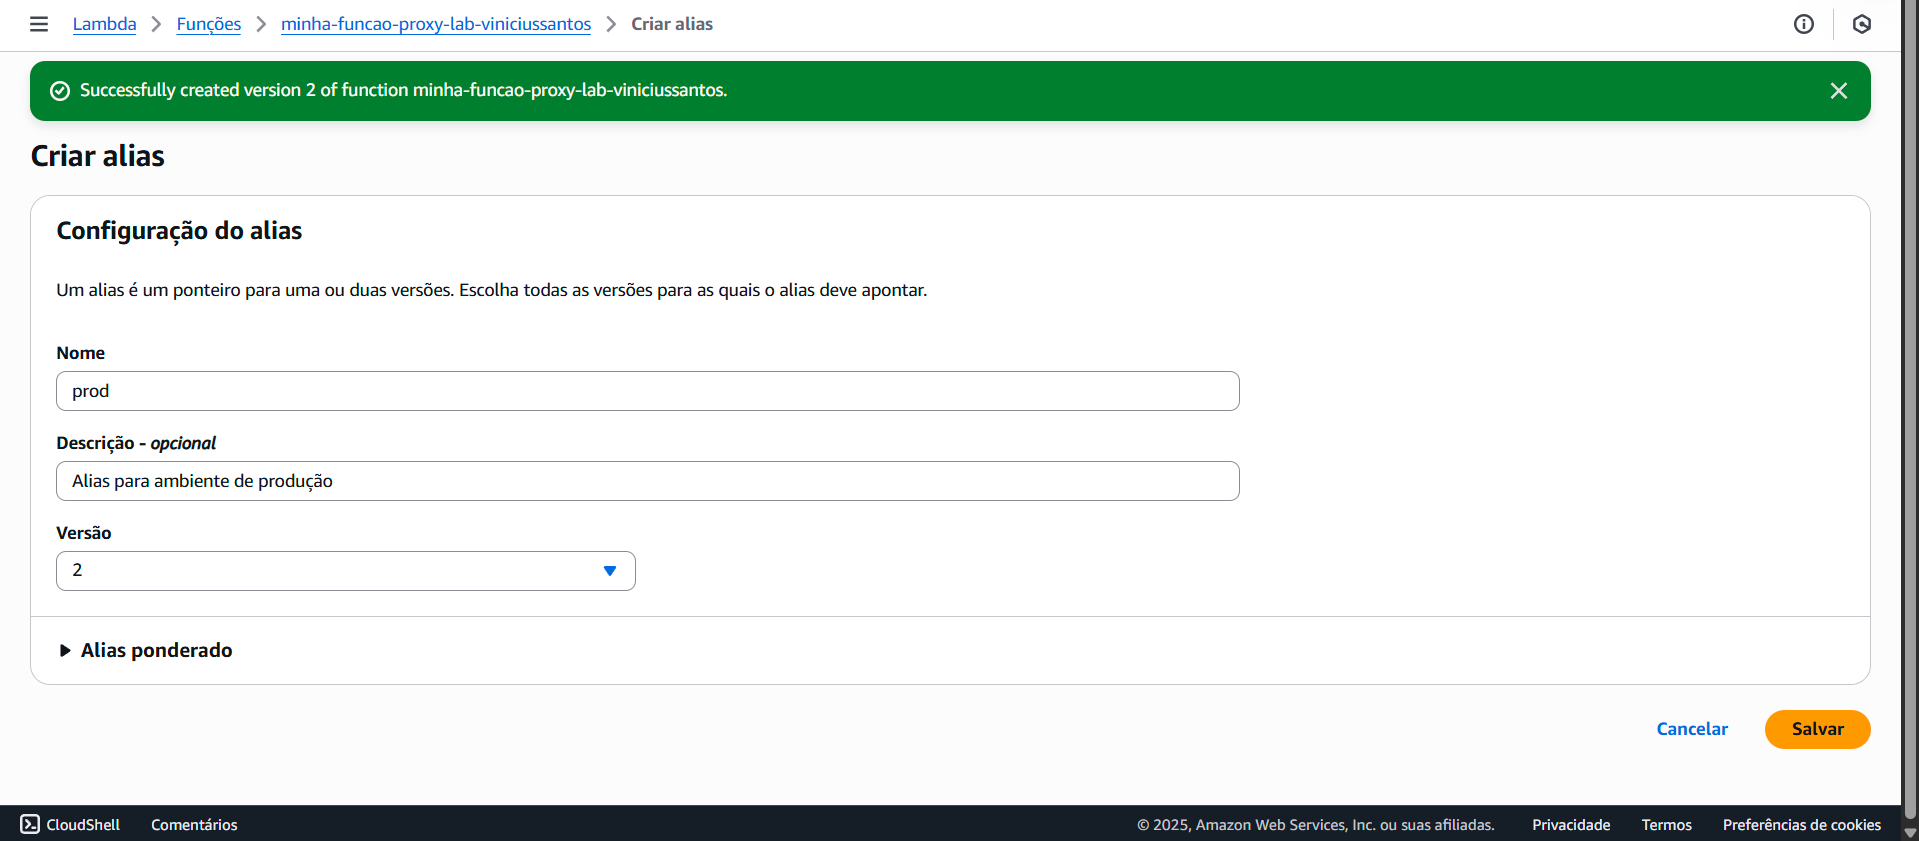 Lambda > Funções > minha-funcao-proxy-lab-viniciussantos > Criar alias
Successfully created version 2 of function minha-funcao-proxy-lab-viniciussantos.
Criar alias
Configuração do alias
Um alias é um ponteiro para uma ou duas versões. Escolha todas as versões para as quais o alias deve apontar.
Nome
prod
Descrição - opcional
Alias para ambiente de produção
Versão
2
Alias ponderado
Cancelar Salvar
CloudShell Comentários © 2025, Amazon Web Services, Inc. ou suas afiliadas. Privacidade Termos Preferências de cookies